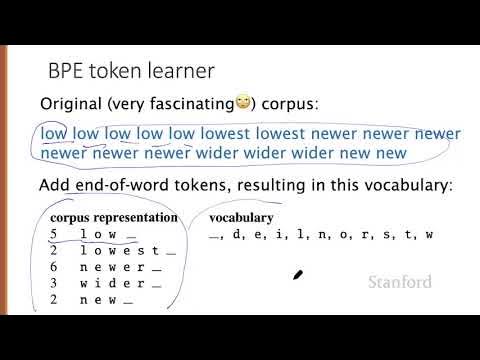 BPE token learner
Original (very fascinating🙄) corpus:
low low low low low lowest lowest newer newer newer
newer newer newer wider wider wider new new
Add end-of-word tokens, resulting in this vocabulary:
corpus representation vocabulary
5 l o w _ _, d, e, i, l, n, o, r, s, t, w
2 l o w e s t _
6 n e w e r _
3 w i d e r _
2 n e w _
Stanford